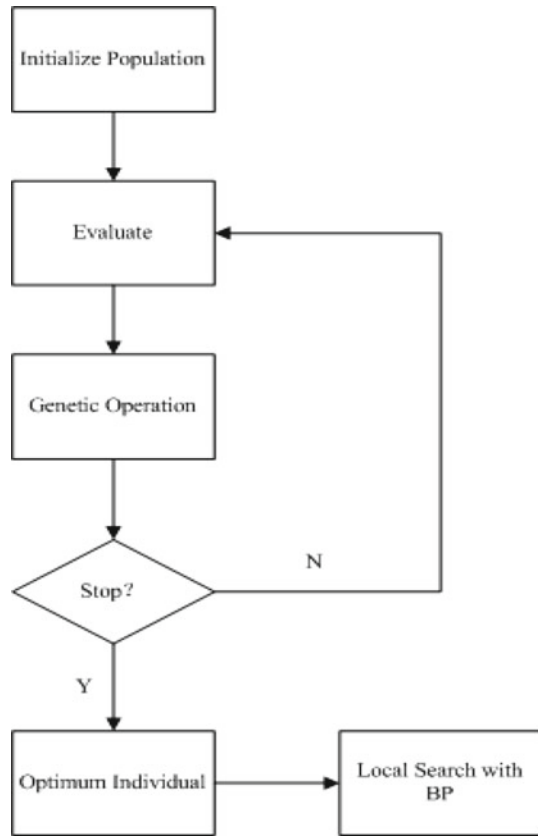 Initialize Population
Evaluate
Genetic Operation
Stop?
N
Y
Optimum Individual
Local Search with
BP